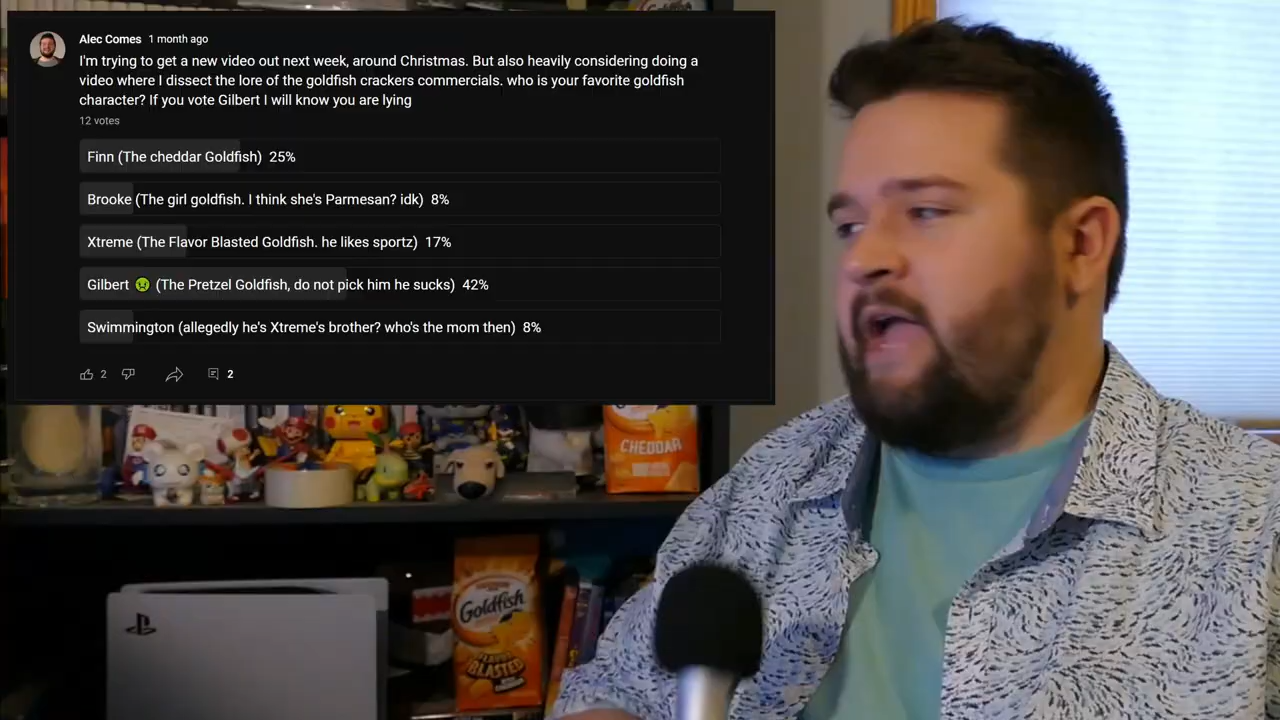 Goldfish
Alec Comes 1 month ago
I'm trying to get a new video out next week, around Christmas. But also heavily considering doing a
video where I dissect the lore of the goldfish crackers commercials. who is your favorite goldfish
character? If you vote Gilbert I will know you are lying
12 votes
Finn (The cheddar Goldfish) 25%
Brooke (The girl goldfish. I think she's Parmesan? idk) 8%
Xtreme (The Flavor Blasted Goldfish. he likes sportz) 17%
Gilbert 🤢 (The Pretzel Goldfish, do not pick him he sucks) 42%
Swimmington (allegedly he's Xtreme's brother? who's the mom then) 8%
2 2
CHEDDAR
Goldfish
FLAVOR
BLASTED